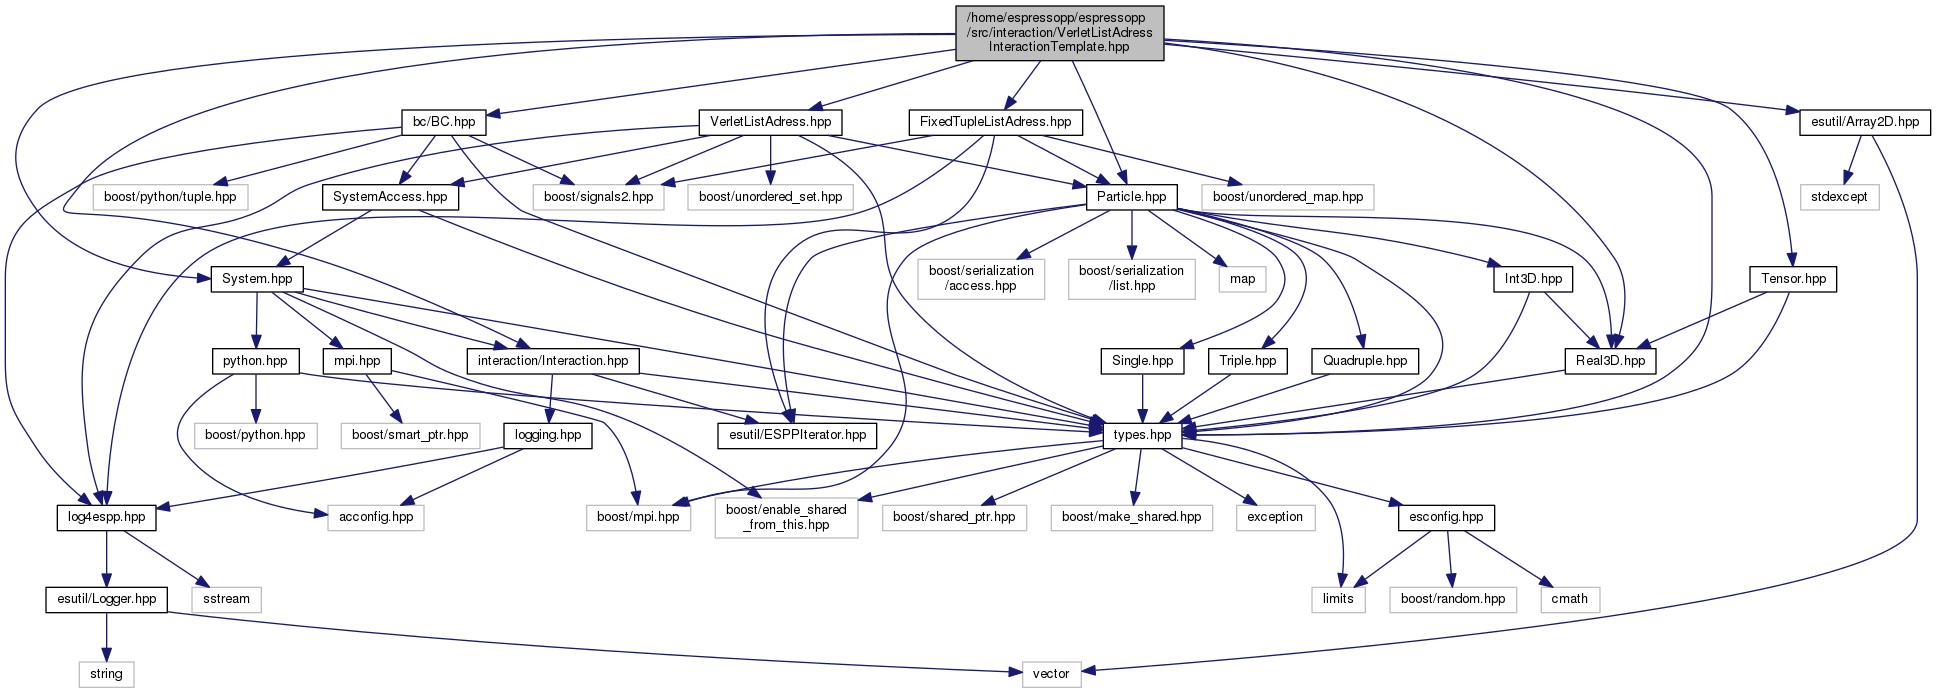 /home/espressopp/espressopp
/src/interaction/VerletListAdress
InteractionTemplate.hpp
bc/BC.hpp
VerletListAdress.hpp
FixedTupleListAdress.hpp
esutil/Array2D.hpp
boost/python/tuple.hpp
SystemAccess.hpp
boost/signals2.hpp
boost/unordered_set.hpp
Particle.hpp
boost/unordered_map.hpp
stdexcept
System.hpp
boost/serialization
/access.hpp
boost/serialization
/list.hpp
map
Int3D.hpp
Tensor.hpp
python.hpp
mpi.hpp
interaction/Interaction.hpp
Single.hpp
Triple.hpp
Quadruple.hpp
Real3D.hpp
boost/python.hpp
boost/smart_ptr.hpp
logging.hpp
esutil/ESPPIterator.hpp
types.hpp
log4espp.hpp
acconfig.hpp
boost/mpi.hpp
boost/enable_shared
_from_this.hpp
boost/shared_ptr.hpp
boost/make_shared.hpp
exception
esconfig.hpp
esutil/Logger.hpp
sstream
limits
boost/random.hpp
cmath
string
vector